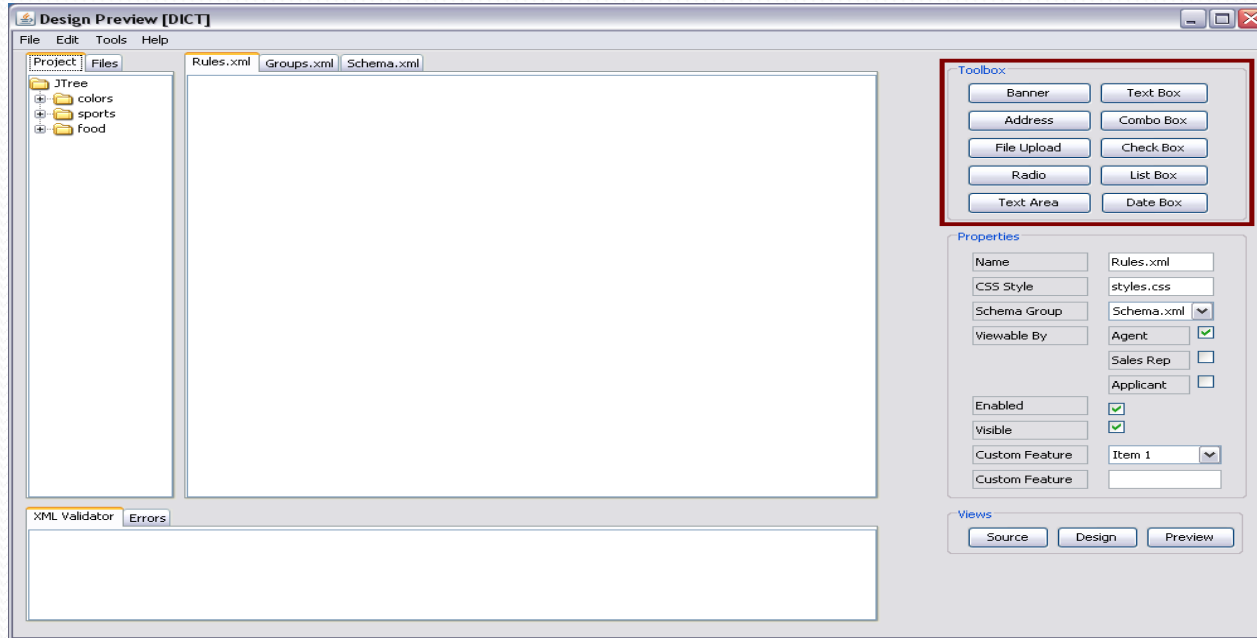 Design Preview [DICT]
File Edit Tools Help
Project Files
JTree
colors
sports
food
Rules.xml Groups.xml Schema.xml
XML Validator Errors
Toolbox
Banner Text Box
Address Combo Box
File Upload Check Box
Radio List Box
Text Area Date Box
Properties
Name Rules.xml
CSS Style styles.css
Schema Group Schema.xml
Viewable By Agent
Sales Rep
Applicant
Enabled
Visible
Custom Feature Item 1
Custom Feature
Views
Source Design Preview